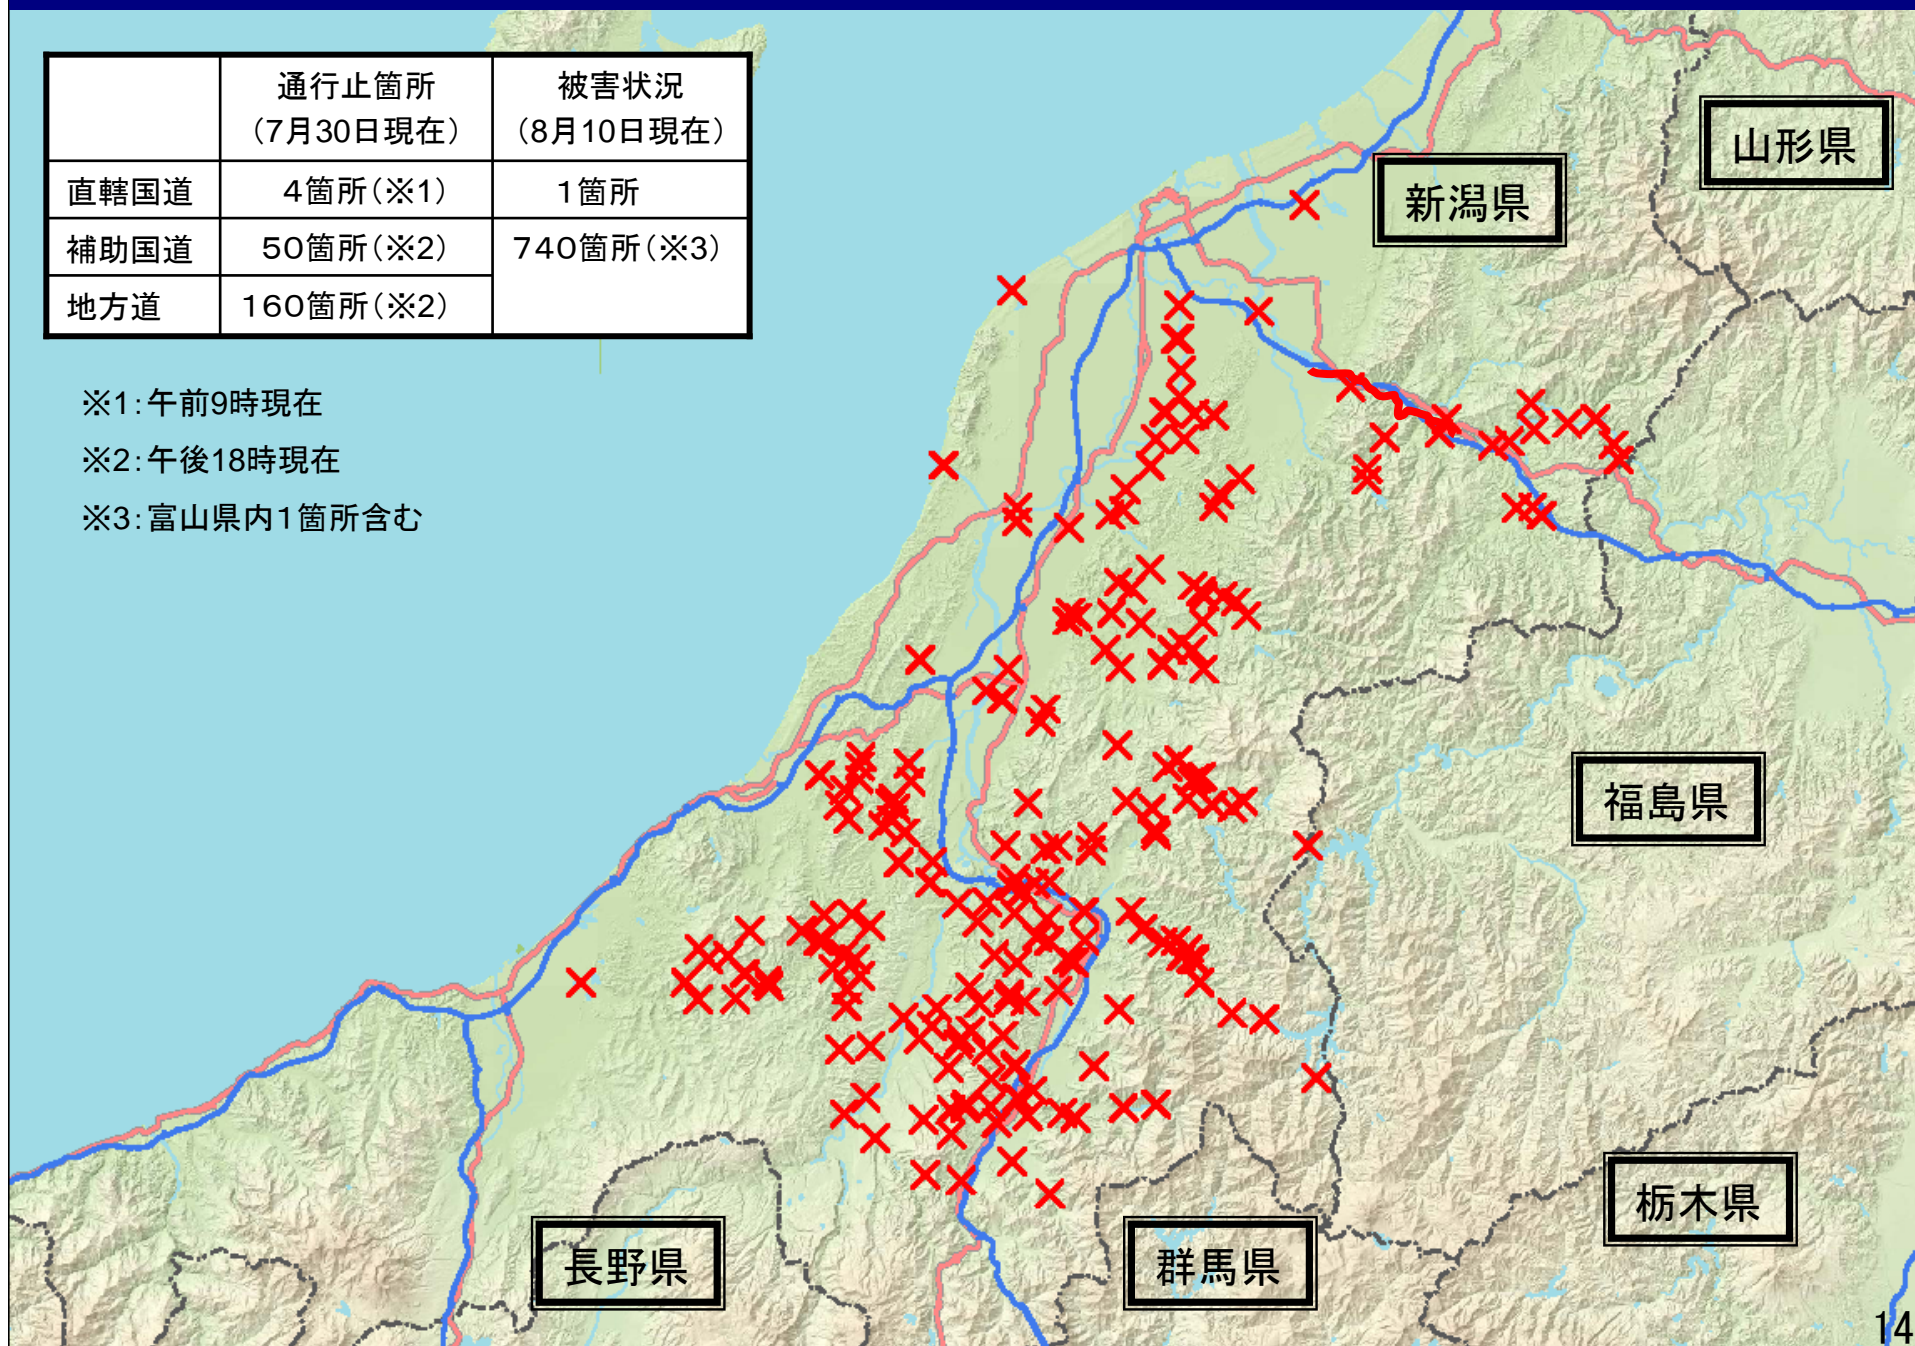 通行止箇所
（7月30日現在）
被害状況
（8月10日現在）
直轄国道
4箇所（※1）
1箇所
補助国道
50箇所（※2）
740箇所（※3）
地方道
160箇所（※2）
※1：午前9時現在
※2：午後18時現在
※3：富山県内1箇所含む
山形県
新潟県
福島県
栃木県
長野県
群馬県
14